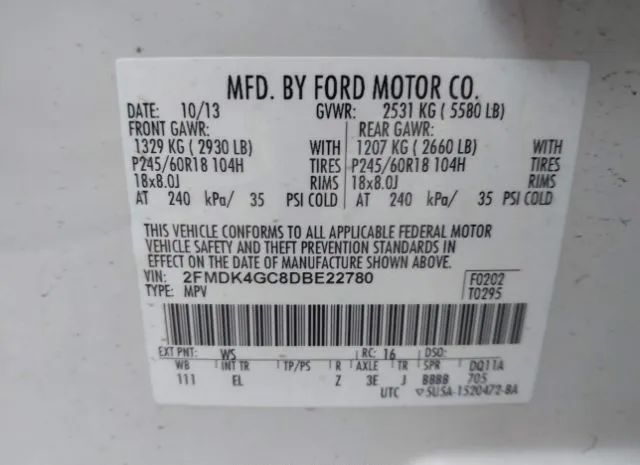 MFD. BY FORD MOTOR CO.
DATE: 10/13 GVWR: 2531 KG ( 5580 LB)
FRONT GAWR: REAR GAWR:
1329 KG ( 2930 LB) WITH 1207 KG ( 2660 LB) WITH
P245/60R18 104H TIRES P245/60R18 104H TIRES
18x8.0J RIMS 18x8.0J RIMS
AT 240 kPa/ 35 PSI COLD AT 240 kPa/ 35 PSI COLD
THIS VEHICLE CONFORMS TO ALL APPLICABLE FEDERAL MOTOR
VEHICLE SAFETY AND THEFT PREVENTION STANDARDS IN
EFFECT ON THE DATE OF MANUFACTURE SHOWN ABOVE.
VIN: 2FMDK4GC8DBE22780 F0202
TYPE: MPV T0295
EXT PNT: WS RC: 16 DSO:
WB INT TR TP/PS R AXLE TR SPR DQ11A
111 EL Z 3E J BBBB 705
UTC ▽5U5A-1520472-BA